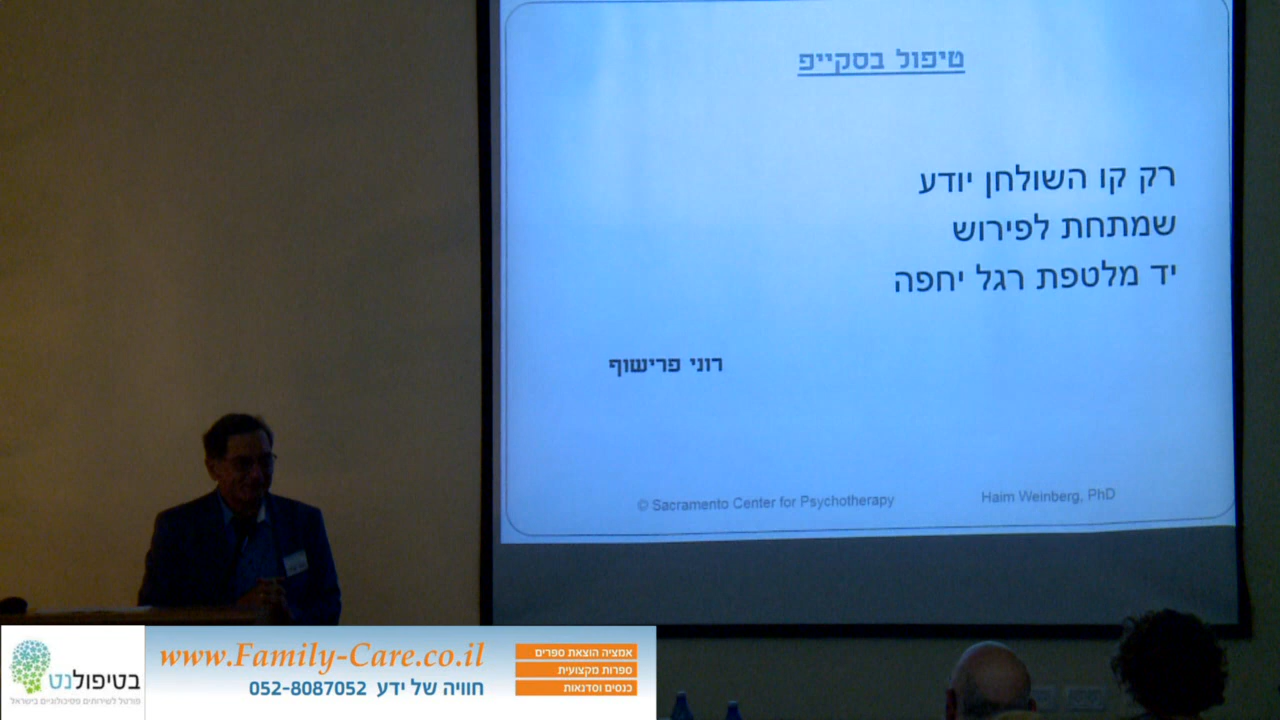 טיפול בסקייפ
רק קו השולחן יודע
שמתחת לפירוש
יד מלטפת רגל יחפה
רוני פרישוף
© Sacramento Center for Psychotherapy
Haim Weinberg, PhD
בטיפולנט
פורטל לשירותים פסיכולוגיים בישראל
www.Family-Care.co.il
חוויה של ידע 052-8087052
אמציה הוצאת ספרים
ספרות מקצועית
כנסים וסדנאות